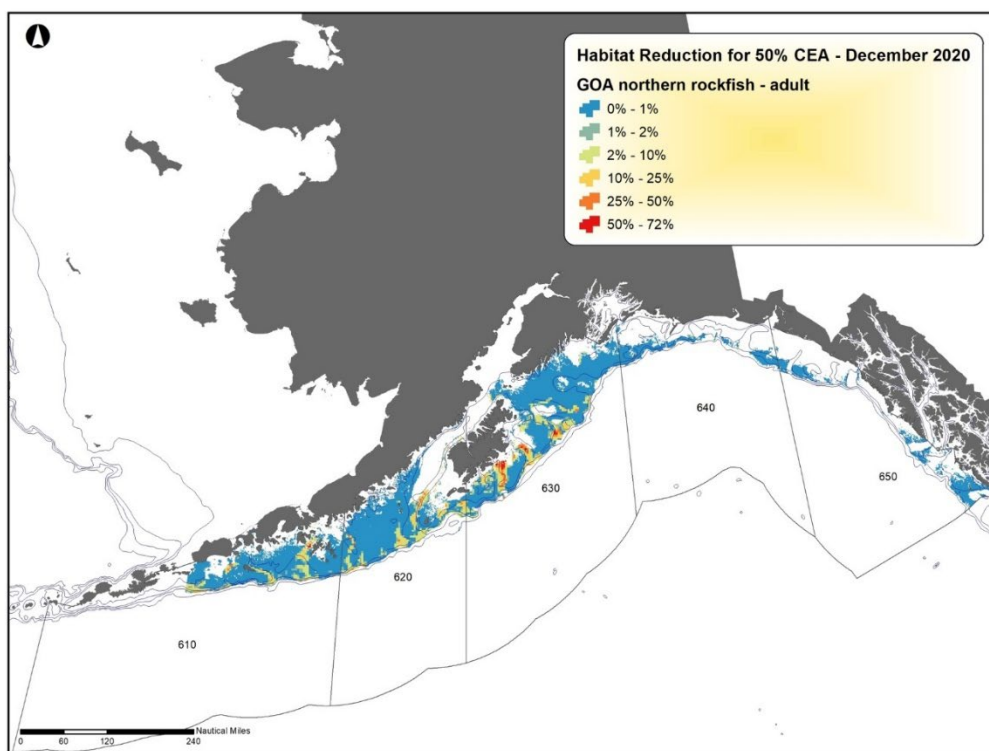 Habitat Reduction for 50% CEA - December 2020
GOA northern rockfish - adult
0% - 1%
1% - 2%
2% - 10%
10% - 25%
25% - 50%
50% - 72%
640
650
630
620
610
Nautical Miles
0 60 120 240